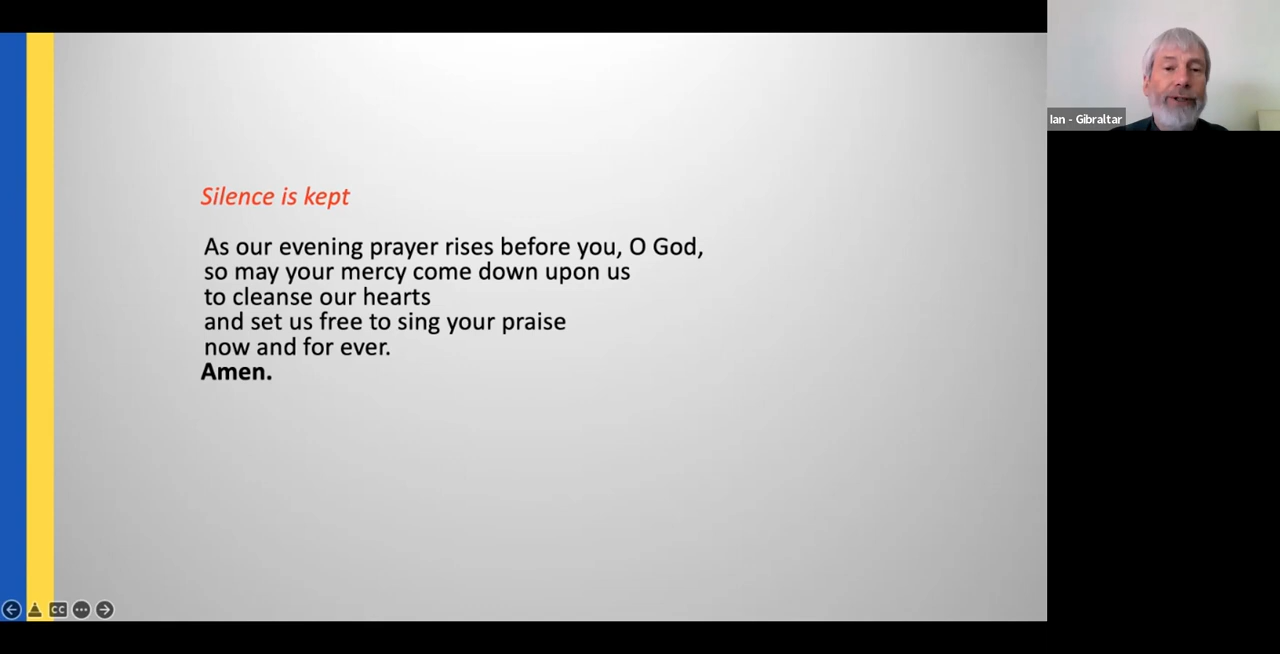 Silence is kept
As our evening prayer rises before you, O God,
so may your mercy come down upon us
to cleanse our hearts
and set us free to sing your praise
now and for ever.
Amen.
Ian - Gibraltar
CC